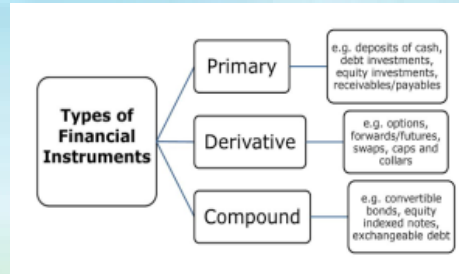 Types of
Financial
Instruments
Primary
e.g. deposits of cash,
debt investments,
equity investments,
receivables/payables
Derivative
e.g. options,
forwards/futures,
swaps, caps and
collars
Compound
e.g. convertible
bonds, equity
indexed notes,
exchangeable debt